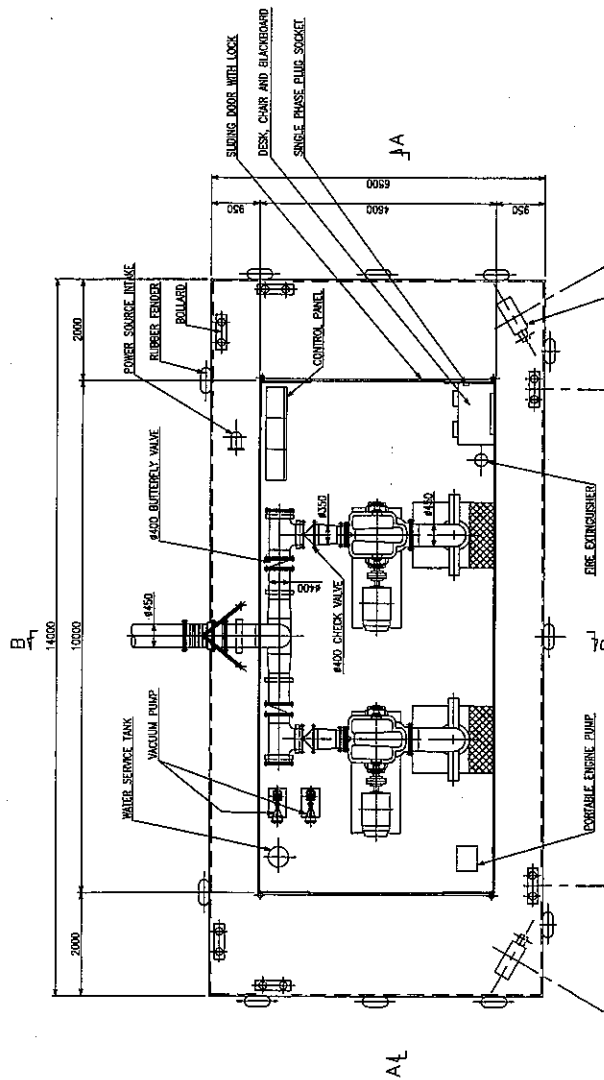 SLIDING DOOR WITH LOCK
DESK, CHAIR AND BLACKBOARD
SINGLE PHASE PLUG SOCKET
A
6500
950
4600
950
POWER SOURCE INTAKE
RUBBER FENDER
BOLLARD
2000
CONTROL PANEL
ø400 BUTTERFLY VALVE
ø350
ø450
ø400
ø400 CHECK VALVE
FIRE EXTINGUISHER
B
14000
10000
ø450
WATER SERVICE TANK
VACUUM PUMP
PORTABLE ENGINE PUMP
2000
A